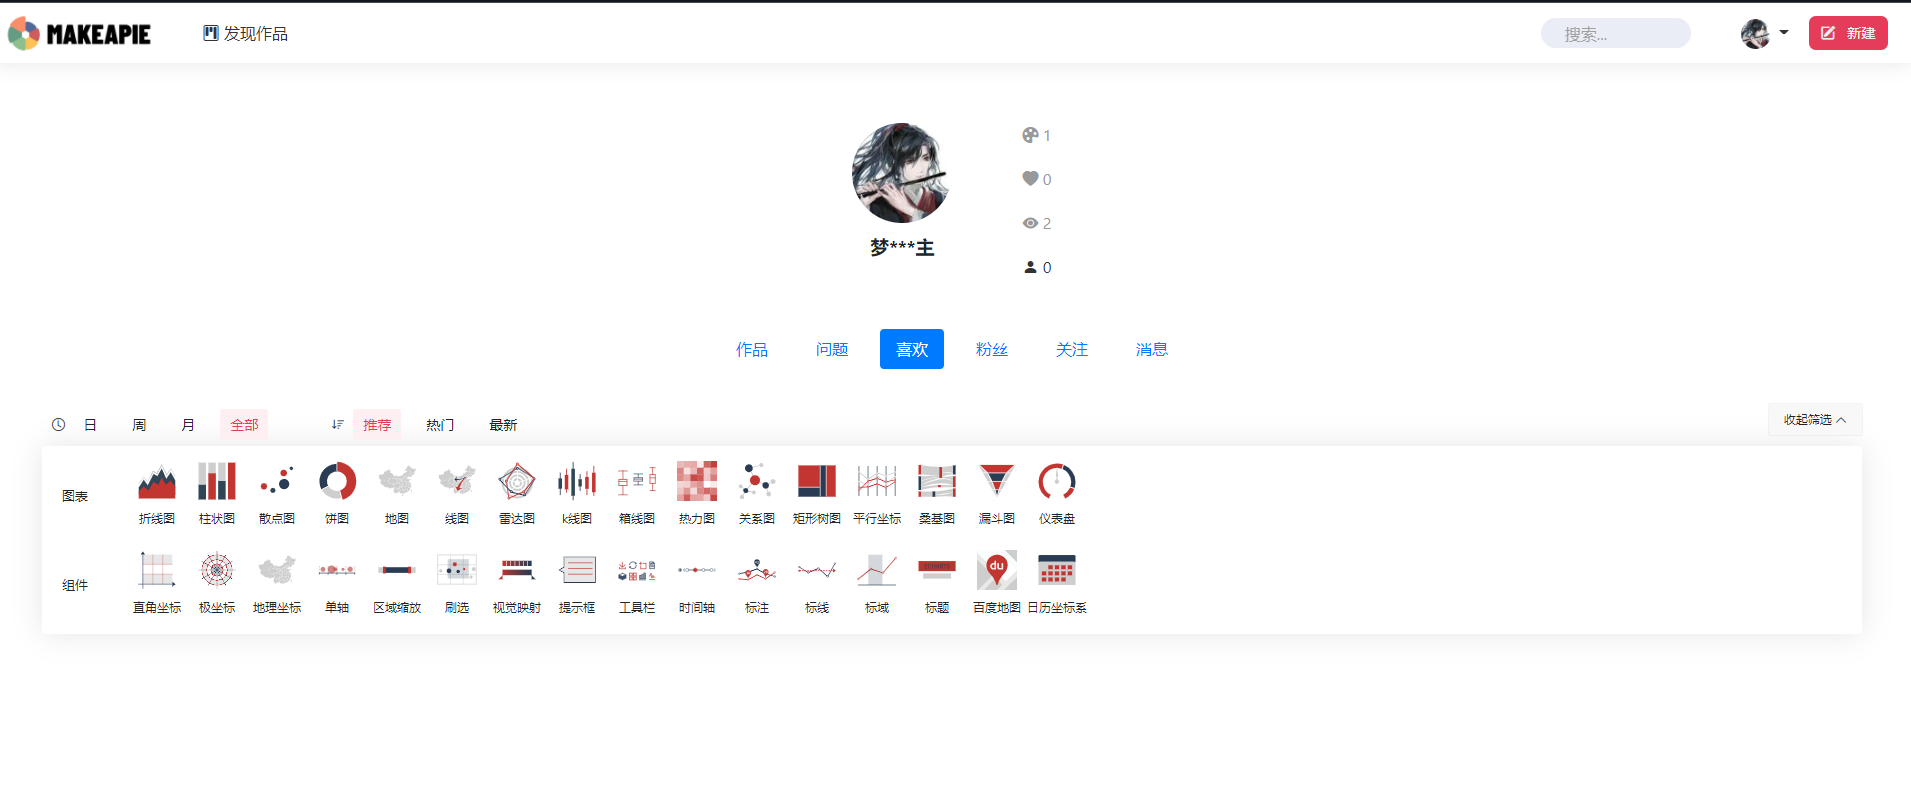 MAKEAPIE 发现作品 搜索... 新建
1
0
2
梦***主
0
作品 问题 喜欢 粉丝 关注 消息
日 周 月 全部 推荐 热门 最新 收起筛选
图表
折线图 柱状图 散点图 饼图 地图 线图 雷达图 k线图 箱线图 热力图 关系图 矩形树图 平行坐标 桑基图 漏斗图 仪表盘
组件
du
直角坐标 极坐标 地理坐标 单轴 区域缩放 刷选 视觉映射 提示框 工具栏 时间轴 标注 标线 标域 标题 百度地图 日历坐标系